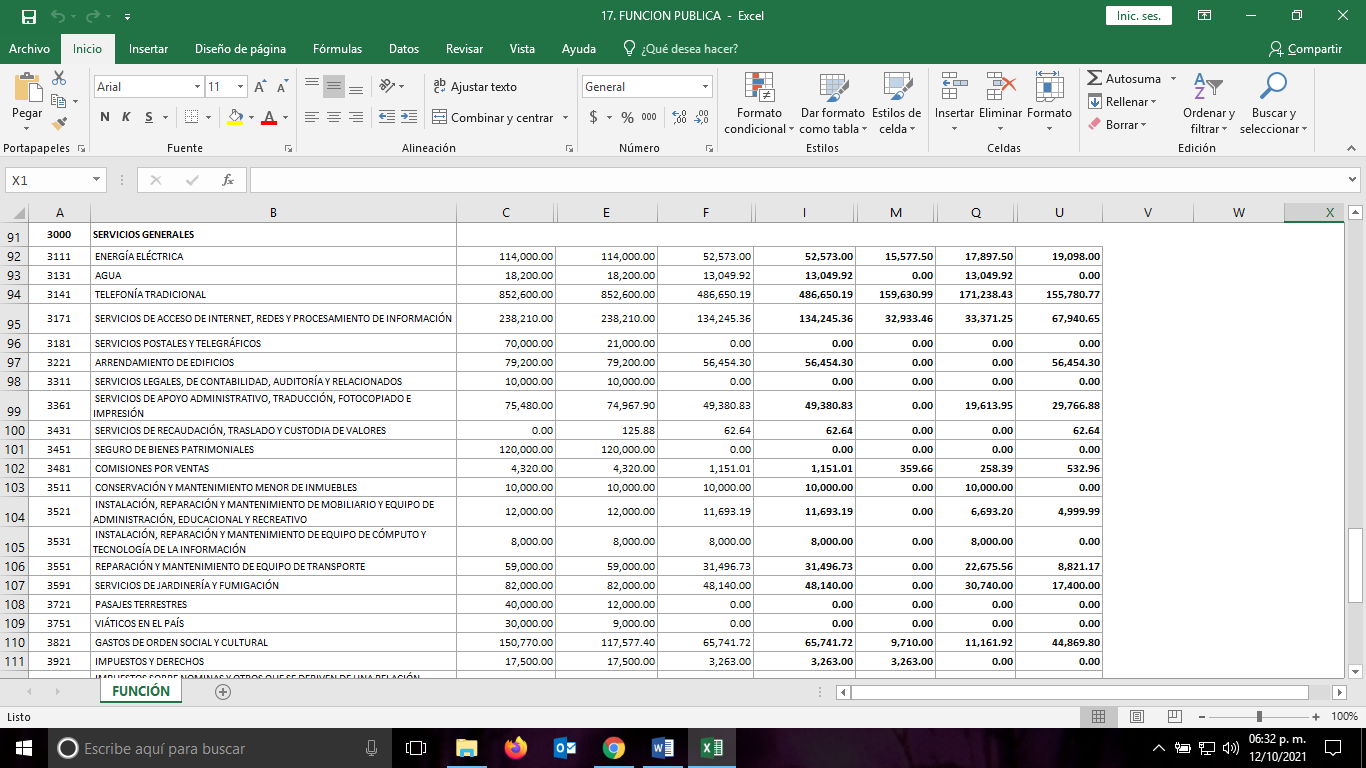 17. FUNCION PUBLICA - Excel
Inic. ses.
Archivo Inicio Insertar Diseño de página Fórmulas Datos Revisar Vista Ayuda ¿Qué desea hacer? Compartir
Pegar
Arial 11
N K S
Ajustar texto
Combinar y centrar
General
$ % 000
Formato condicional
Dar formato como tabla
Estilos de celda
Insertar Eliminar Formato
Autosuma
Rellenar
Borrar
Ordenar y filtrar
Buscar y seleccionar
Portapapeles Fuente Alineación Número Estilos Celdas Edición
X1 fx
A B C E F I M Q U V W X
91 3000 SERVICIOS GENERALES
92 3111 ENERGÍA ELÉCTRICA 114,000.00 114,000.00 52,573.00 52,573.00 15,577.50 17,897.50 19,098.00
93 3131 AGUA 18,200.00 18,200.00 13,049.92 13,049.92 0.00 13,049.92 0.00
94 3141 TELEFONÍA TRADICIONAL 852,600.00 852,600.00 486,650.19 486,650.19 159,630.99 171,238.43 155,780.77
95 3171 SERVICIOS DE ACCESO DE INTERNET, REDES Y PROCESAMIENTO DE INFORMACIÓN 238,210.00 238,210.00 134,245.36 134,245.36 32,933.46 33,371.25 67,940.65
96 3181 SERVICIOS POSTALES Y TELEGRÁFICOS 70,000.00 21,000.00 0.00 0.00 0.00 0.00 0.00
97 3221 ARRENDAMIENTO DE EDIFICIOS 79,200.00 79,200.00 56,454.30 56,454.30 0.00 0.00 56,454.30
98 3311 SERVICIOS LEGALES, DE CONTABILIDAD, AUDITORÍA Y RELACIONADOS 10,000.00 10,000.00 0.00 0.00 0.00 0.00 0.00
99 3361 SERVICIOS DE APOYO ADMINISTRATIVO, TRADUCCIÓN, FOTOCOPIADO E
IMPRESIÓN 75,480.00 74,967.90 49,380.83 49,380.83 0.00 19,613.95 29,766.88
100 3431 SERVICIOS DE RECAUDACIÓN, TRASLADO Y CUSTODIA DE VALORES 0.00 125.88 62.64 62.64 0.00 0.00 62.64
101 3451 SEGURO DE BIENES PATRIMONIALES 120,000.00 120,000.00 0.00 0.00 0.00 0.00 0.00
102 3481 COMISIONES POR VENTAS 4,320.00 4,320.00 1,151.01 1,151.01 359.66 258.39 532.96
103 3511 CONSERVACIÓN Y MANTENIMIENTO MENOR DE INMUEBLES 10,000.00 10,000.00 10,000.00 10,000.00 0.00 10,000.00 0.00
104 3521 INSTALACIÓN, REPARACIÓN Y MANTENIMIENTO DE MOBILIARIO Y EQUIPO DE
ADMINISTRACIÓN, EDUCACIONAL Y RECREATIVO 12,000.00 12,000.00 11,693.19 11,693.19 0.00 6,693.20 4,999.99
105 3531 INSTALACIÓN, REPARACIÓN Y MANTENIMIENTO DE EQUIPO DE CÓMPUTO Y
TECNOLOGÍA DE LA INFORMACIÓN 8,000.00 8,000.00 8,000.00 8,000.00 0.00 8,000.00 0.00
106 3551 REPARACIÓN Y MANTENIMIENTO DE EQUIPO DE TRANSPORTE 59,000.00 59,000.00 31,496.73 31,496.73 0.00 22,675.56 8,821.17
107 3591 SERVICIOS DE JARDINERÍA Y FUMIGACIÓN 82,000.00 82,000.00 48,140.00 48,140.00 0.00 30,740.00 17,400.00
108 3721 PASAJES TERRESTRES 40,000.00 12,000.00 0.00 0.00 0.00 0.00 0.00
109 3751 VIÁTICOS EN EL PAÍS 30,000.00 9,000.00 0.00 0.00 0.00 0.00 0.00
110 3821 GASTOS DE ORDEN SOCIAL Y CULTURAL 150,770.00 117,577.40 65,741.72 65,741.72 9,710.00 11,161.92 44,869.80
111 3921 IMPUESTOS Y DERECHOS 17,500.00 17,500.00 3,263.00 3,263.00 3,263.00 0.00 0.00
IMPUESTOS SOBRE NOMINAS Y OTROS QUE SE DERIVEN DE UNA RELACIÓN
FUNCIÓN
Listo 100%
Escribe aquí para buscar
06:32 p. m.
12/10/2021